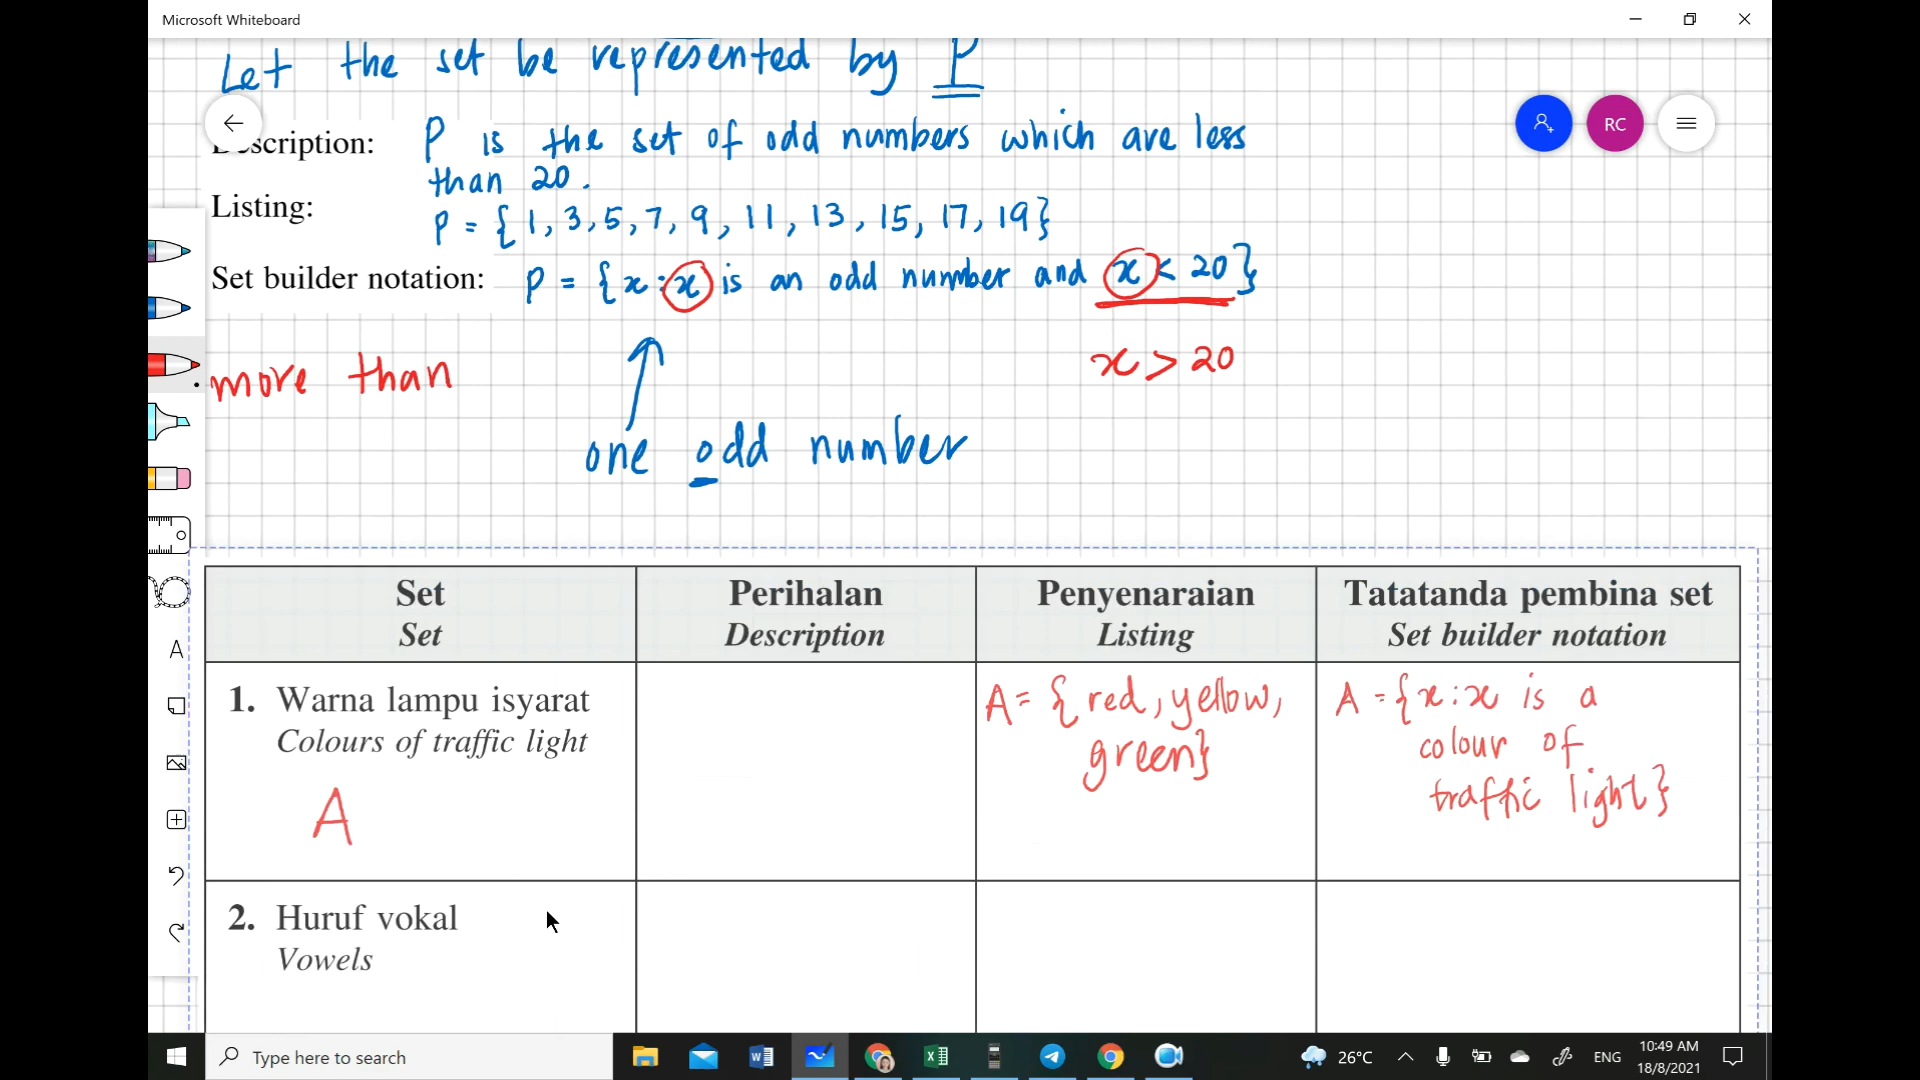 Microsoft Whiteboard
Let the set be represented by P
scription: P is the set of odd numbers which are less
than 20.
Listing:
P = { 1, 3, 5, 7, 9, 11, 13, 15, 17, 19}
Set builder notation: P = {x : x is an odd number and x < 20}
RC
x > 20
more than
one odd number
Set
Set
Perihalan
Description
Penyenaraian
Listing
Tatatanda pembina set
Set builder notation
1. Warna lampu isyarat
Colours of traffic light
A
A = { red, yellow,
green}
A = {x : x is a
colour of
traffic light}
2. Huruf vokal
Vowels
Type here to search
26°C
ENG
10:49 AM
18/8/2021